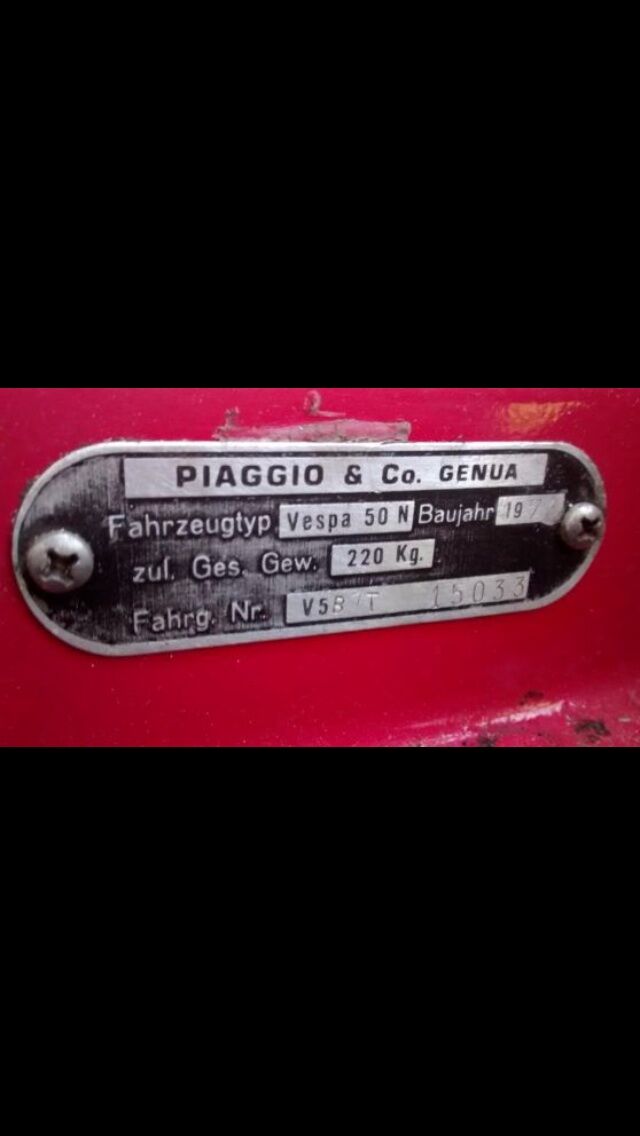 PIAGGIO & Co. GENUA
Fahrzeugtyp Vespa 50 N Baujahr
zul. Ges. Gew. 220 Kg.
Fahrg. Nr. 15033